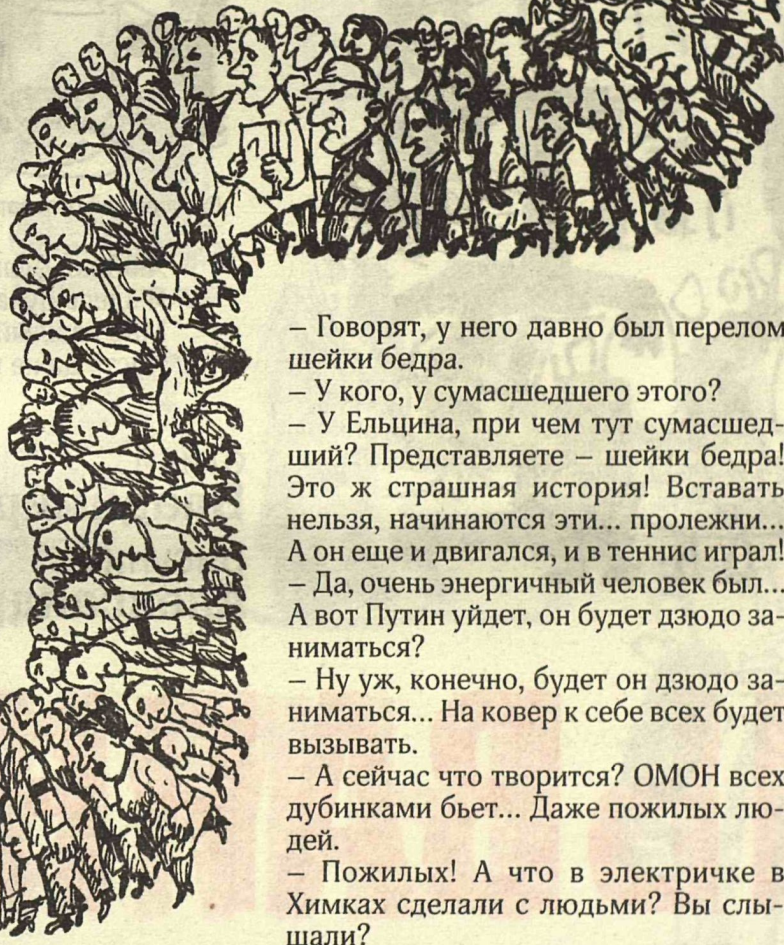 – Говорят, у него давно был перелом
шейки бедра.
– У кого, у сумасшедшего этого?
– У Ельцина, при чем тут сумасшед-
ший? Представляете – шейки бедра!
Это ж страшная история! Вставать
нельзя, начинаются эти... пролежни...
А он еще и двигался, и в теннис играл!
– Да, очень энергичный человек был...
А вот Путин уйдет, он будет дзюдо за-
ниматься?
– Ну уж, конечно, будет он дзюдо за-
ниматься... На ковер к себе всех будет
вызывать.
– А сейчас что творится? ОМОН всех
дубинками бьет... Даже пожилых лю-
дей.
– Пожилых! А что в электричке в
Химках сделали с людьми? Вы слы-
шали?